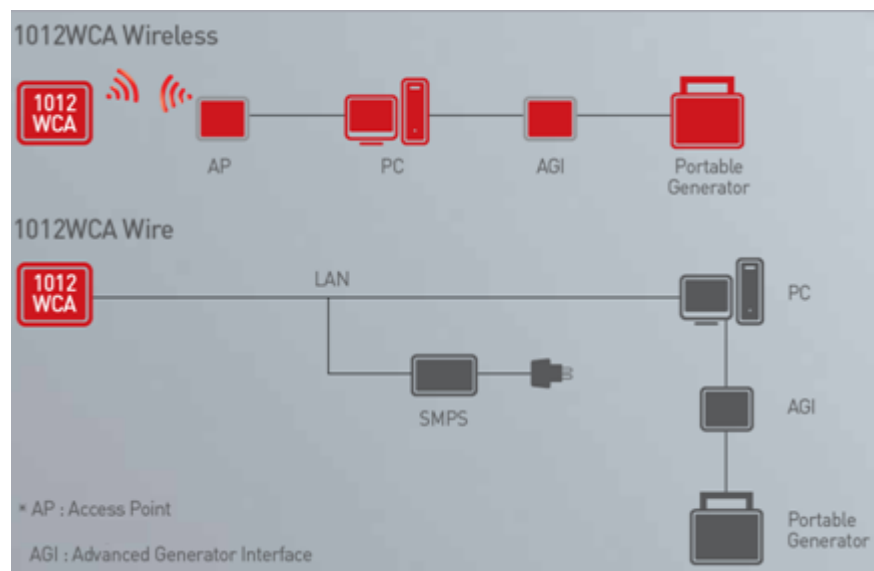 1012WCA Wireless
1012
WCA
AP
PC
AGI
Portable
Generator
1012WCA Wire
1012
WCA
LAN
PC
SMPS
AGI
* AP : Access Point
Portable
Generator
AGI : Advanced Generator Interface